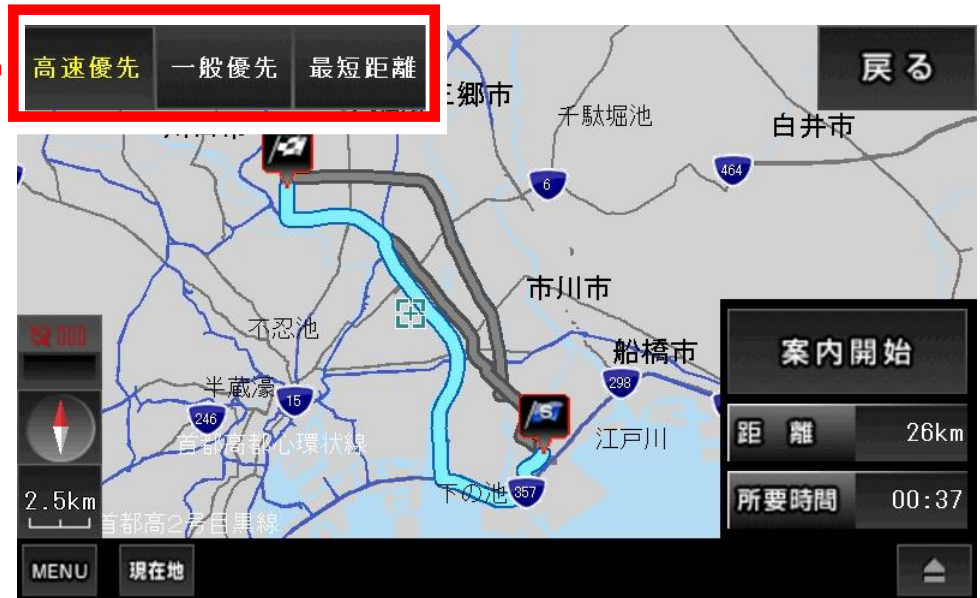 高速優先 一般優先 最短距離
戻る
郷市
千駄堀池
白井市
464
6
市川市
不忍池
船橋市
298
案内開始
半蔵濠
15
246
首都高都心環状線
江戸川
距離 26km
下の池
357
所要時間 00:37
2.5km
首都高2号目黒線
MENU
現在地